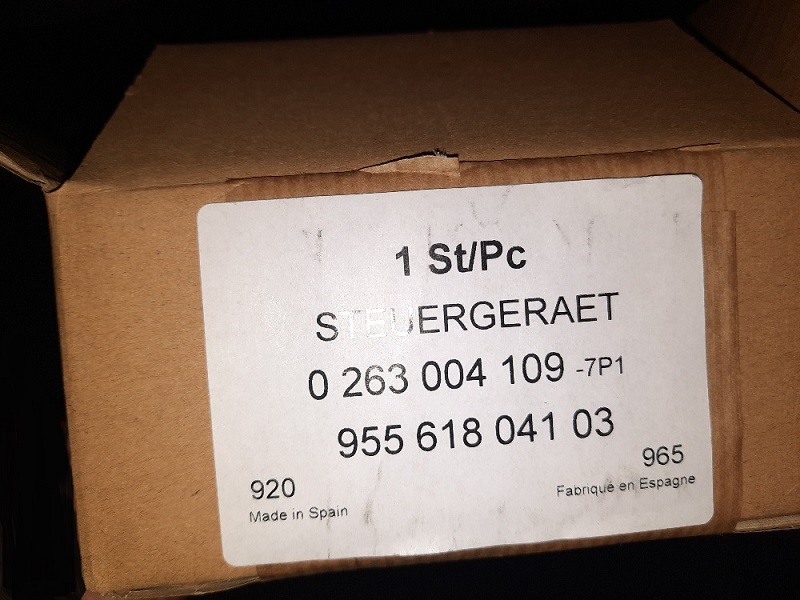 1 St/Pc
STEUERGERAET
0 263 004 109 -7P1
955 618 041 03
920
965
Made in Spain
Fabriqué en Espagne